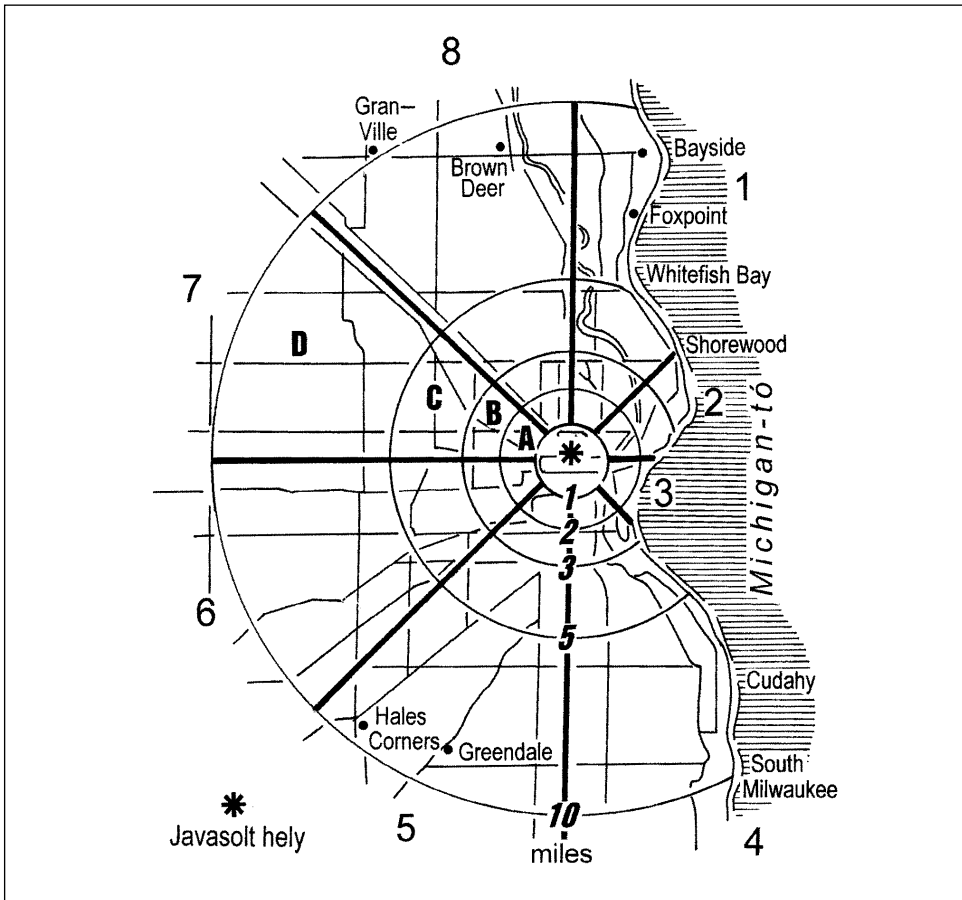 8
Gran–
Ville
Brown
Deer
Bayside
1
Foxpoint
Whitefish Bay
7
D
Shorewood
C
B
2
A
3
1
2
3
Michigan-tó
6
5
Cudahy
Hales
Corners
Greendale
South
Milwaukee
10
miles
Javasolt hely
5
4